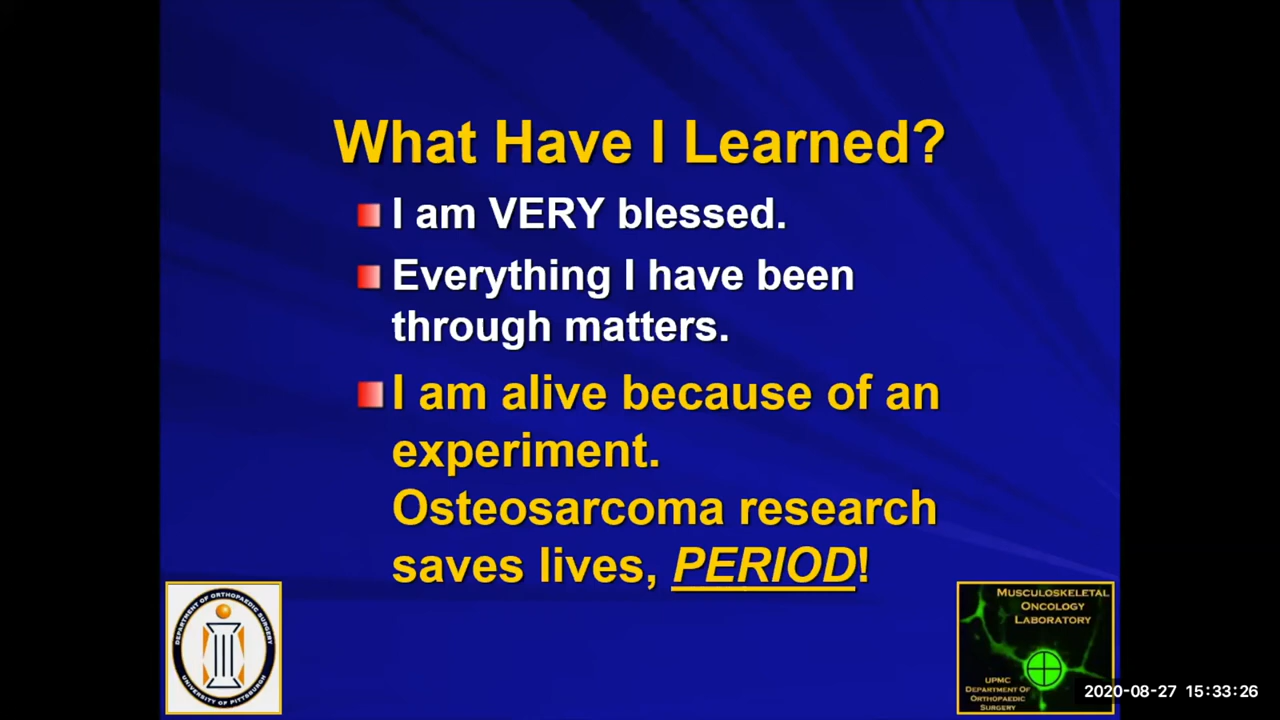 What Have I Learned?
I am VERY blessed.
Everything I have been
through matters.
I am alive because of an
experiment.
Osteosarcoma research
saves lives, PERIOD!
DEPARTMENT OF ORTHOPAEDIC SURGERY
UNIVERSITY OF PITTSBURGH
MUSCULOSKELETAL
ONCOLOGY
LABORATORY
UPMC
DEPARTMENT OF
ORTHOPAEDIC
SURGERY
2020-08-27 15:33:26